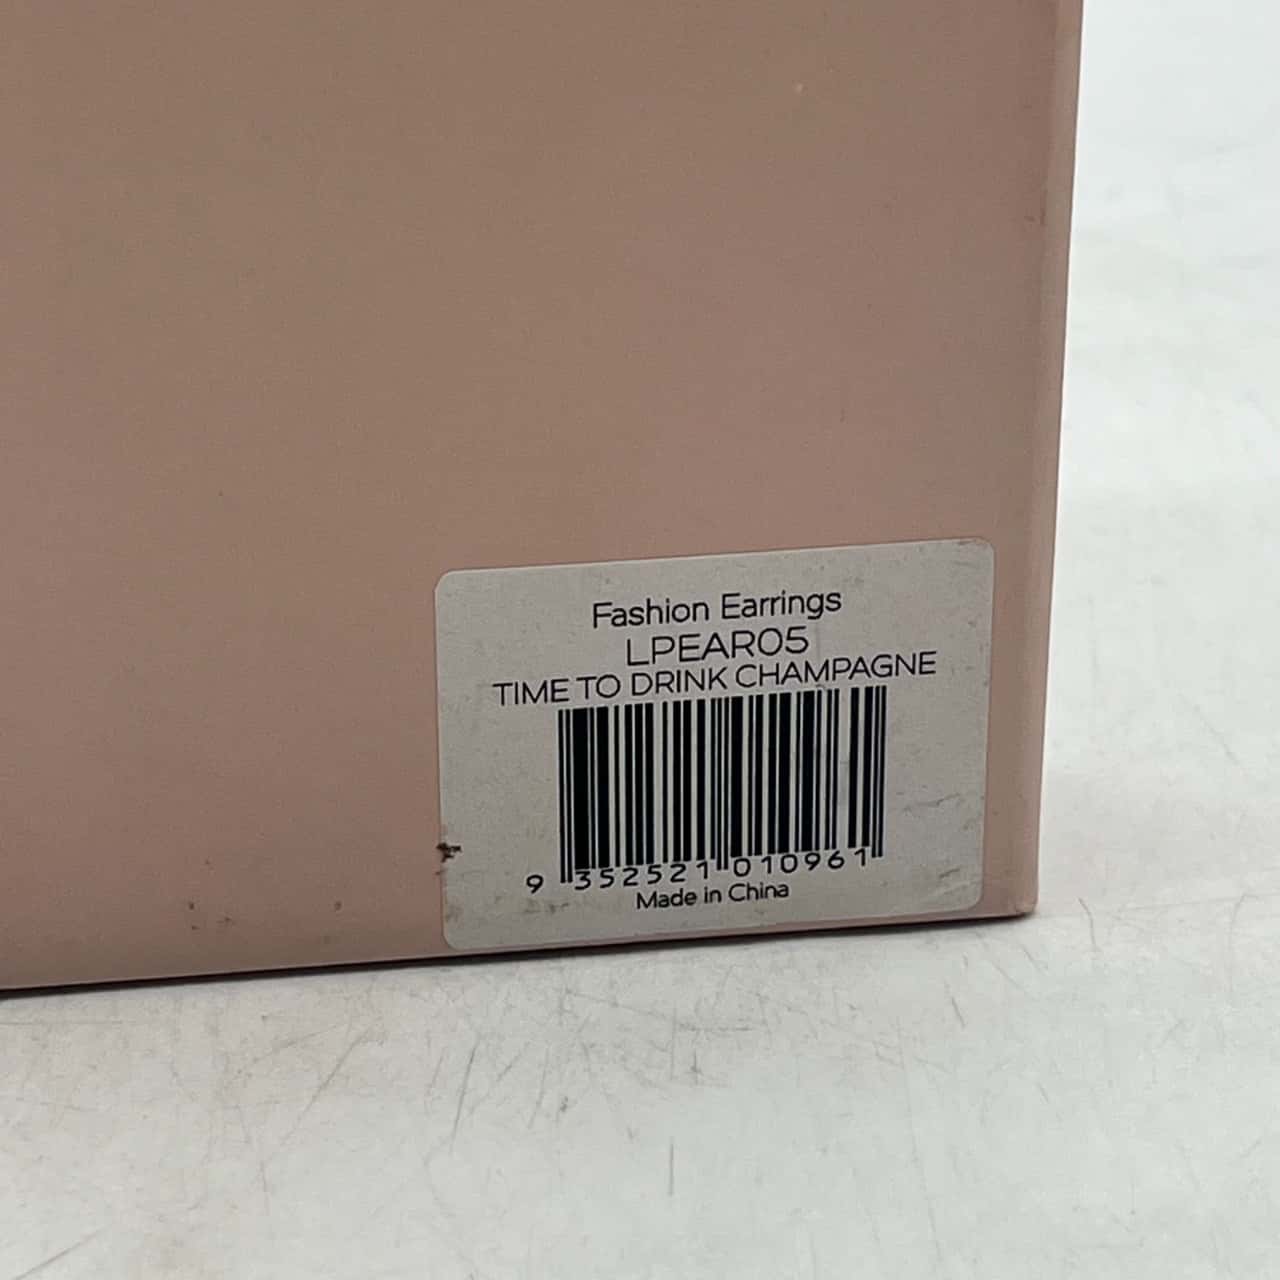 Fashion Earrings
LPEAR05
TIME TO DRINK CHAMPAGNE
9 352521 010961
Made in China